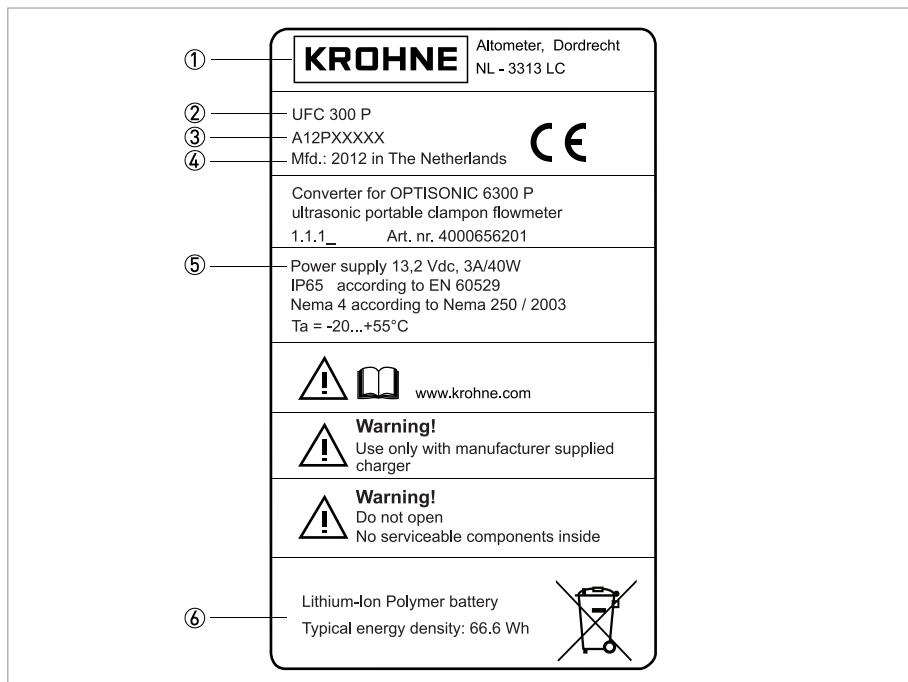 ① KROHNE Altometer, Dordrecht
NL - 3313 LC
② UFC 300 P
③ A12PXXXXX
④ Mfd.: 2012 in The Netherlands
CE
Converter for OPTISONIC 6300 P
ultrasonic portable clampon flowmeter
1.1.1_ Art. nr. 4000656201
⑤ Power supply 13,2 Vdc, 3A/40W
IP65 according to EN 60529
Nema 4 according to Nema 250 / 2003
Ta = -20...+55°C
www.krohne.com
Warning!
Use only with manufacturer supplied
charger
Warning!
Do not open
No serviceable components inside
Lithium-Ion Polymer battery
⑥ Typical energy density: 66.6 Wh